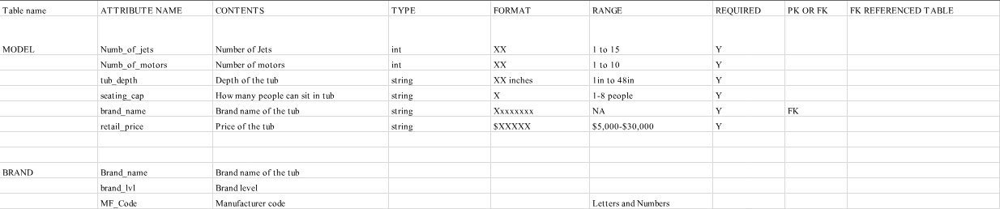 Table name ATTRIBUTE NAME CONTENTS TYPE FORMAT RANGE REQUIRED PK OR FK FK REFERENCED TABLE
MODEL Numb_of_jets Number of Jets int XX 1 to 15 Y
Numb_of_motors Number of motors int XX 1 to 10 Y
tub_depth Depth of the tub string XX inches 1in to 48in Y
seating_cap How many people can sit in tub string X 1-8 people Y
brand_name Brand name of the tub string Xxxxxxxx NA Y FK
retail_price Price of the tub string $XXXXX $5,000-$30,000 Y
BRAND Brand_name Brand name of the tub
brand_lvl Brand level
MF_Code Manufacturer code Letters and Numbers